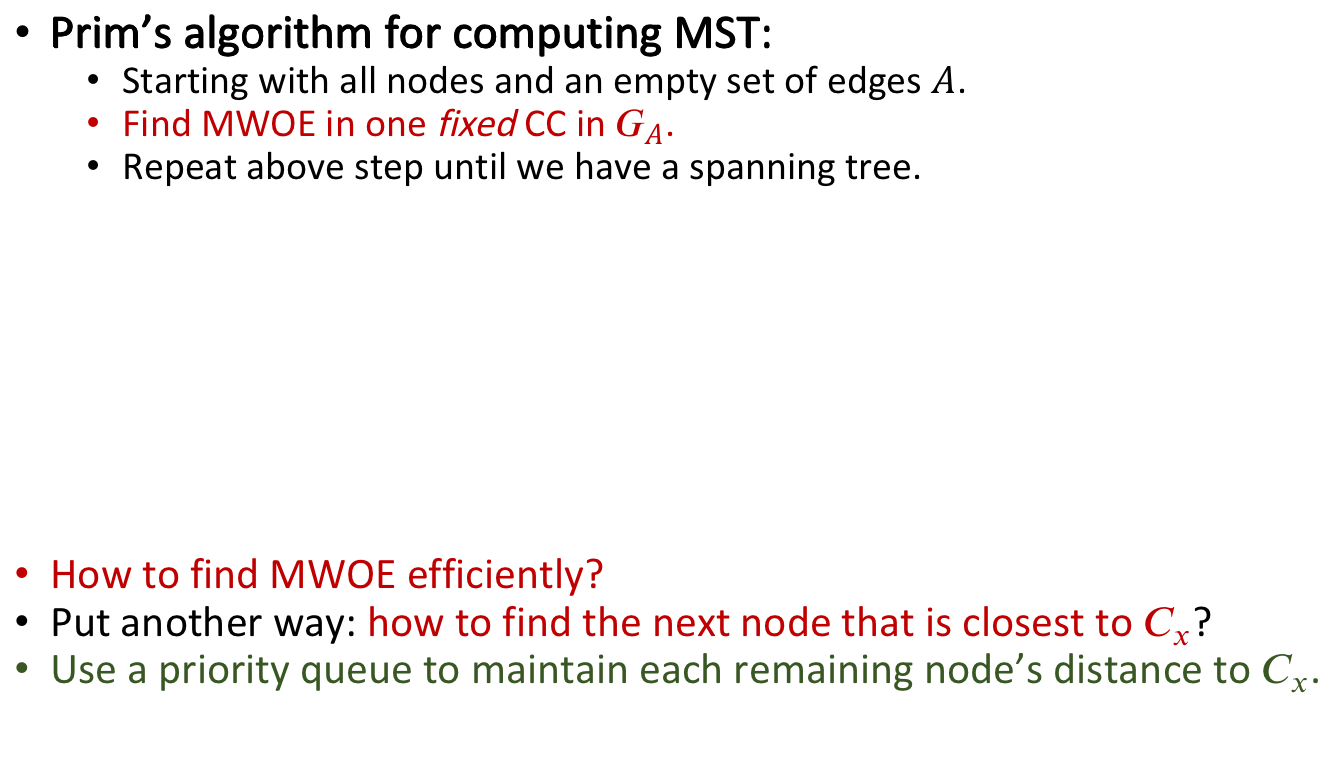 • Prim’s algorithm for computing MST:
• Starting with all nodes and an empty set of edges A.
• Find MWOE in one fixed CC in G_A.
• Repeat above step until we have a spanning tree.
• How to find MWOE efficiently?
• Put another way: how to find the next node that is closest to C_x?
• Use a priority queue to maintain each remaining node’s distance to C_x.